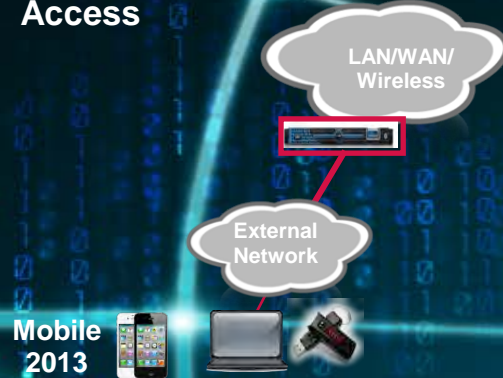 Access
LAN/WAN/
Wireless
External
Network
Mobile
2013